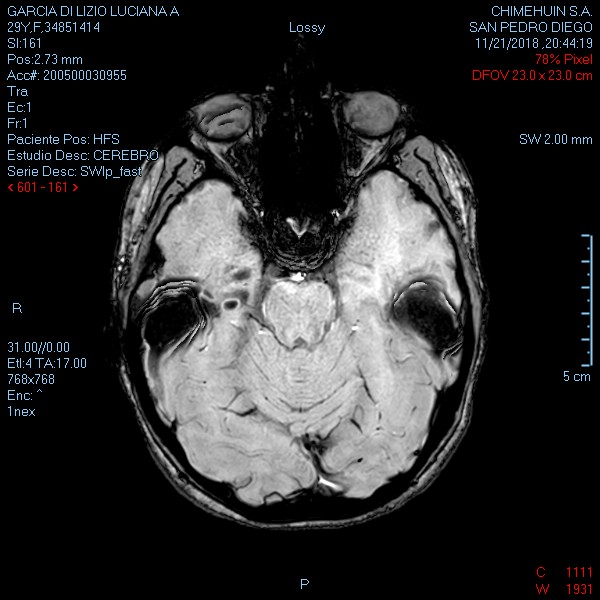 GARCIA DI LIZIO LUCIANA A
29Y,F,34851414
Sl:161
Pos:2.73 mm
Acc#: 200500030955
Tra
Ec:1
Fr:1
Paciente Pos: HFS
Estudio Desc: CEREBRO
Serie Desc: SWIp_fast
< 601 - 161 >
Lossy
CHIMEHUIN S.A.
SAN PEDRO DIEGO
11/21/2018 ,20:44:19
78% Pixel
DFOV 23.0 x 23.0 cm
SW 2.00 mm
R
31.00//0.00
Etl:4 TA:17.00
768x768
Enc: ^
1nex
5 cm
P
C 1111
W 1931